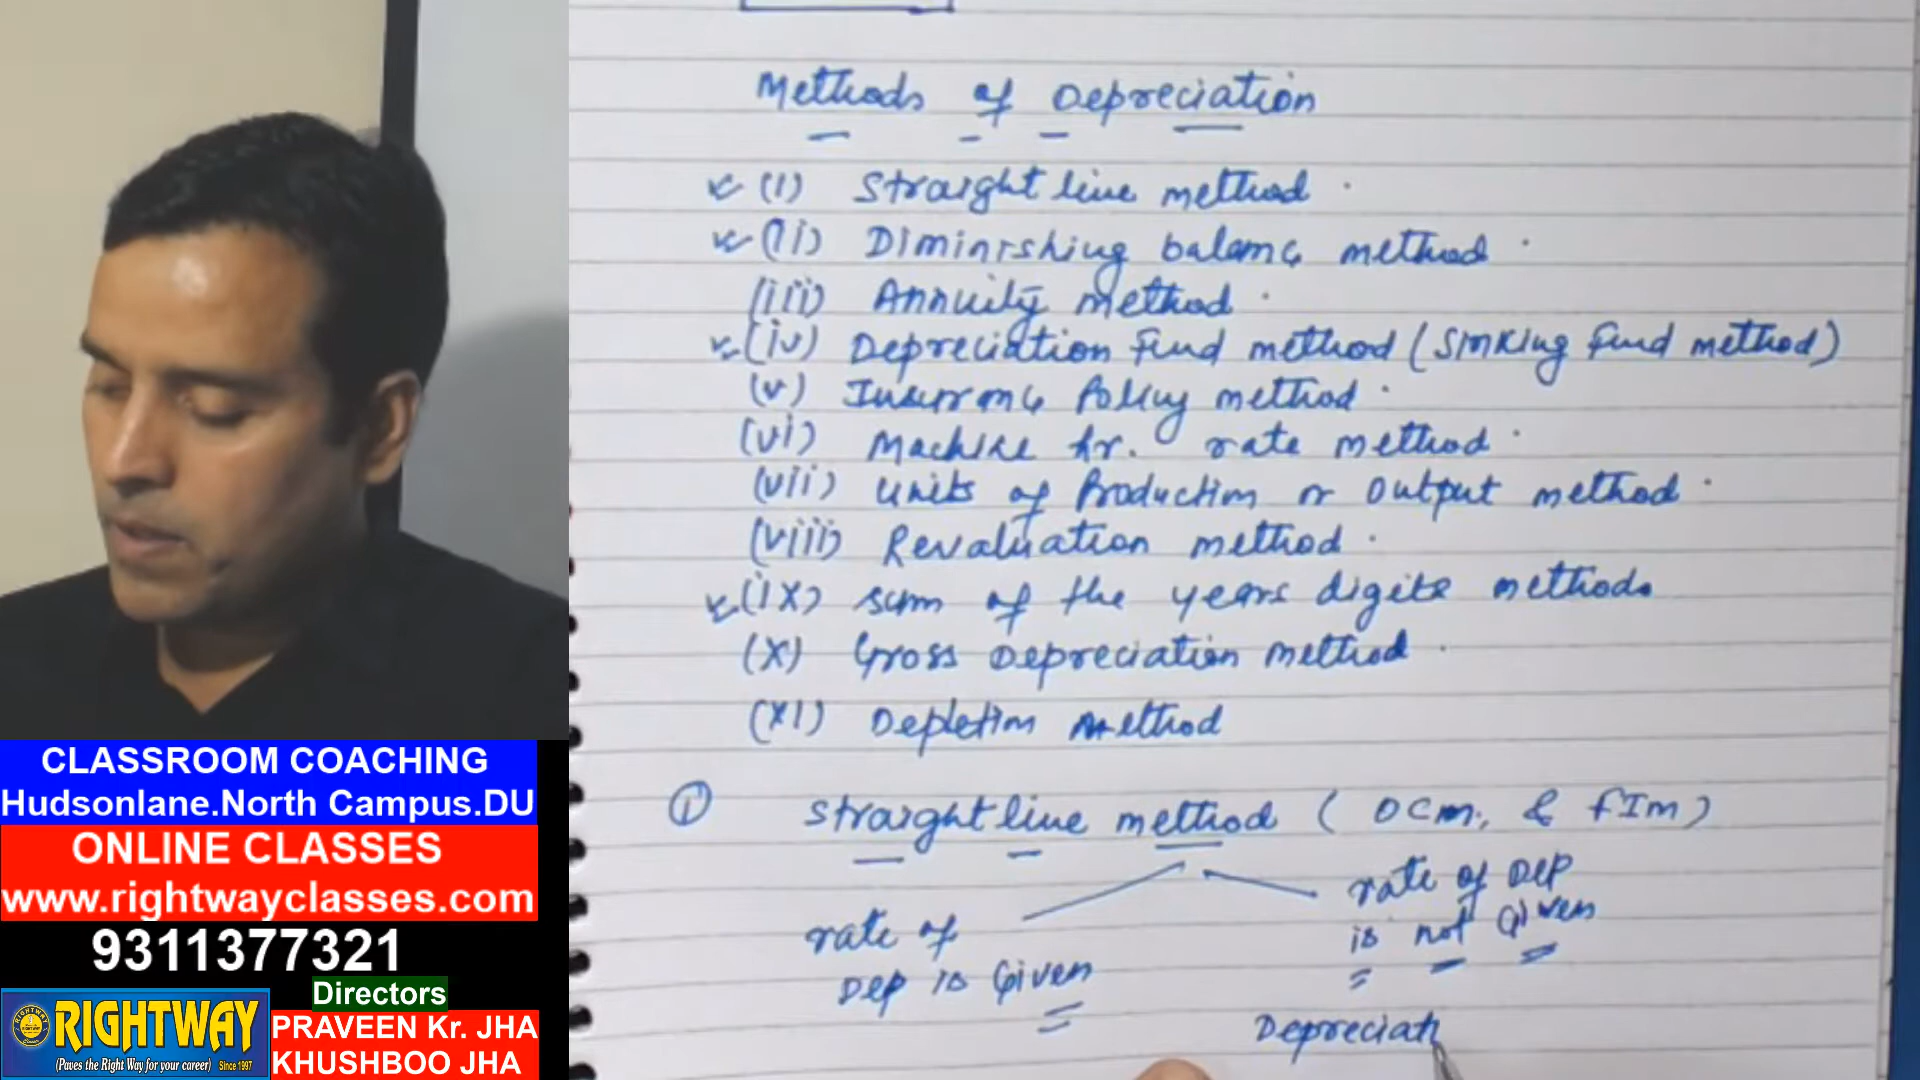 Methods of Depreciation
(i) Straight line method
(ii) Diminishing balance method
(iii) Annuity method
(iv) Depreciation Fund method (Sinking Fund method)
(v) Insurance Policy method
(vi) Machine hr. rate method
(vii) Units of Production or Output method
(viii) Revaluation method
(ix) Sum of the years digits method
(x) Gross Depreciation method
(xi) Depletion Method
① Straight line method ( OCM. & FIM )
rate of
Dep is Given
rate of Dep
is not Given
Depreciati
CLASSROOM COACHING
Hudsonlane.North Campus.DU
ONLINE CLASSES
www.rightwayclasses.com
9311377321
Directors
RIGHTWAY
(Paves the Right Way for your career) Since 1997
PRAVEEN Kr. JHA
KHUSHBOO JHA